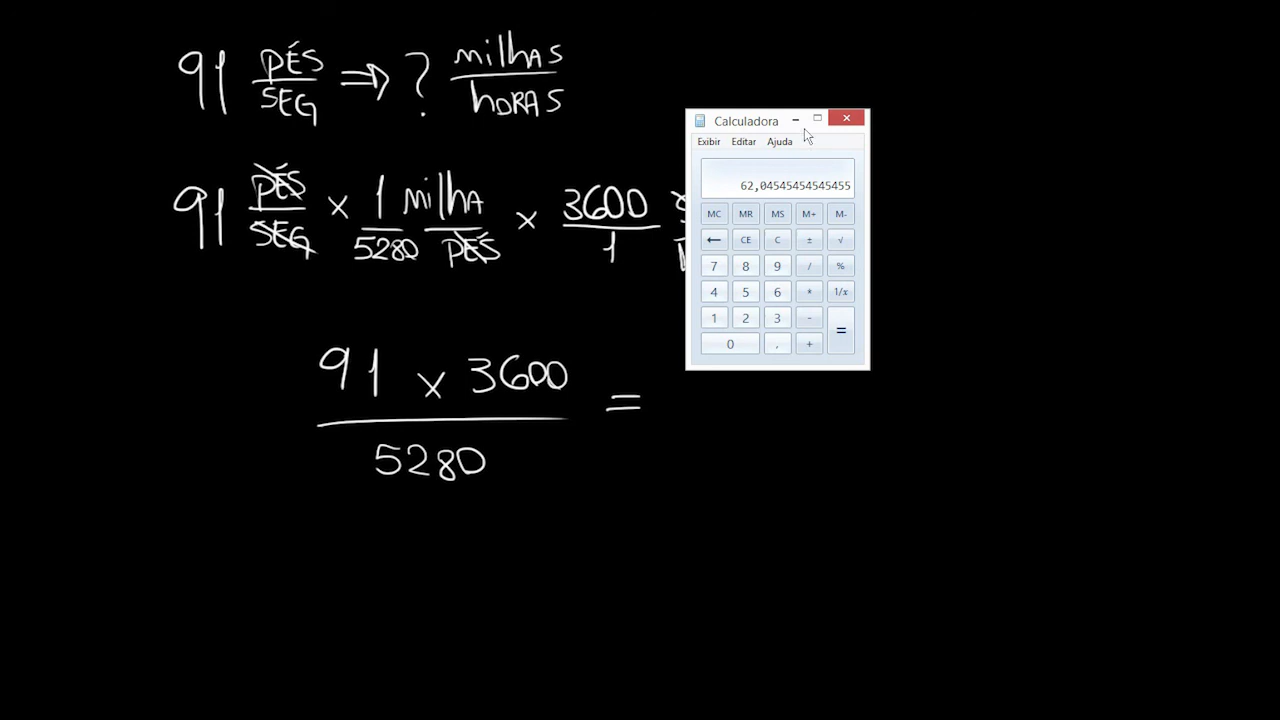 91 PÉS/SEG ⇒ ? milhAS/hORAS
91 PÉS/SEG × 1 milhA/5280 PÉS × 3600/1
91 × 3600/5280 =
Calculadora
Exibir Editar Ajuda
62,04545454545455
MC MR MS M+ M-
← CE C ± √
7 8 9 / %
4 5 6 * 1/x
1 2 3 - =
0 , +